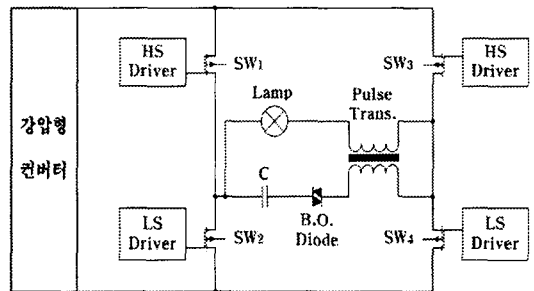 HS
Driver
SW1
SW3
HS
Driver
Lamp
Pulse
Trans.
강압형
컨버터
C
LS
Driver
SW2
B.O.
Diode
SW4
LS
Driver